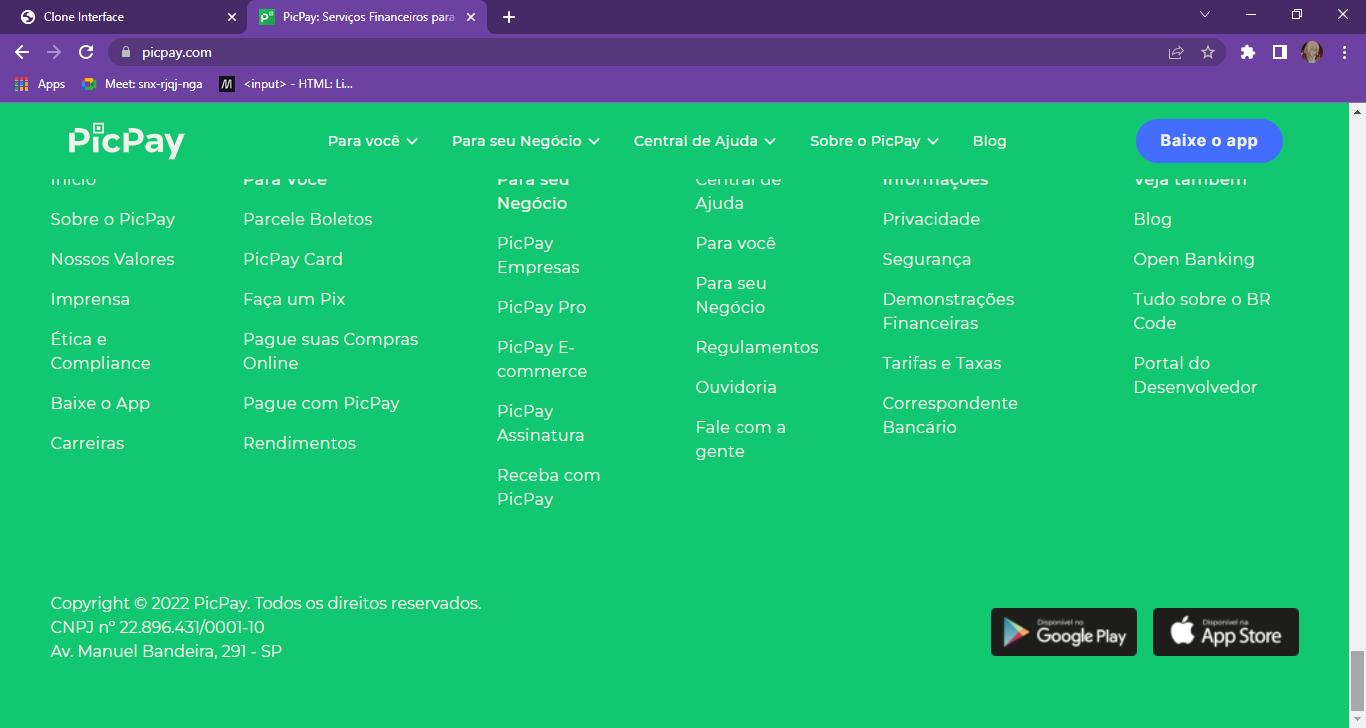 Clone Interface
PicPay: Serviços Financeiros para
picpay.com
Apps
Meet: snx-rjqj-nga
<input> - HTML: Li...
PicPay
Para você
Para seu Negócio
Central de Ajuda
Sobre o PicPay
Blog
Baixe o app
Início
Sobre o PicPay
Nossos Valores
Imprensa
Ética e
Compliance
Baixe o App
Carreiras
Para Você
Parcele Boletos
PicPay Card
Faça um Pix
Pague suas Compras
Online
Pague com PicPay
Rendimentos
Para seu
Negócio
PicPay
Empresas
PicPay Pro
PicPay E-
commerce
PicPay
Assinatura
Receba com
PicPay
Central de
Ajuda
Para você
Para seu
Negócio
Regulamentos
Ouvidoria
Fale com a
gente
Informações
Privacidade
Segurança
Demonstrações
Financeiras
Tarifas e Taxas
Correspondente
Bancário
Veja também
Blog
Open Banking
Tudo sobre o BR
Code
Portal do
Desenvolvedor
Copyright © 2022 PicPay. Todos os direitos reservados.
CNPJ nº 22.896.431/0001-10
Av. Manuel Bandeira, 291 - SP
Disponível no
Google Play
Disponível na
App Store